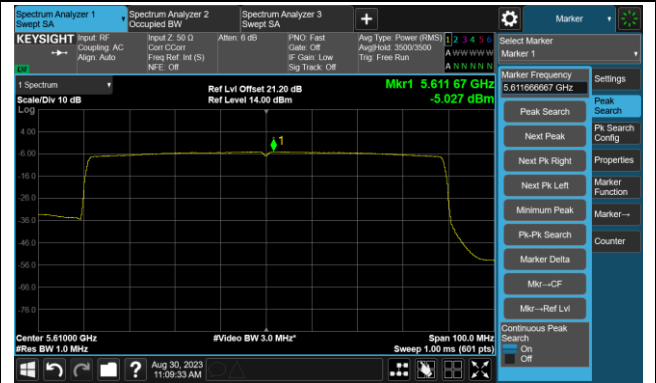 Spectrum Analyzer 1
Swept SA
Spectrum Analyzer 2
Occupied BW
Spectrum Analyzer 3
Swept SA
+
Marker
KEYSIGHT
Input: RF
Coupling: AC
Align: Auto
Input Z: 50 Ω
Corr CCorr
Freq Ref: Int (S)
NFE: Off
Atten: 6 dB
PNO: Fast
Gate: Off
IF Gain: Low
Sig Track: Off
Avg Type: Power (RMS)
Avg|Hold: 3500/3500
Trig: Free Run
1 2 3 4 5 6
A W W W W W
A N N N N N
Select Marker
Marker 1
1 Spectrum
Scale/Div 10 dB
Log
Ref Lvl Offset 21.20 dB
Ref Level 14.00 dBm
Mkr1 5.611 67 GHz
-5.027 dBm
4.00
-6.00
-16.0
-26.0
-36.0
-46.0
-56.0
-66.0
-76.0
1
Center 5.61000 GHz
#Res BW 1.0 MHz
#Video BW 3.0 MHz*
Span 100.0 MHz
Sweep 1.00 ms (601 pts)
Marker Frequency
5.611666667 GHz
Peak Search
Next Peak
Next Pk Right
Next Pk Left
Minimum Peak
Pk-Pk Search
Marker Delta
Mkr→CF
Mkr→Ref Lvl
Continuous Peak
Search
On
Off
Settings
Peak
Search
Pk Search
Config
Properties
Marker
Function
Marker→
Counter
?
Aug 30, 2023
11:09:33 AM